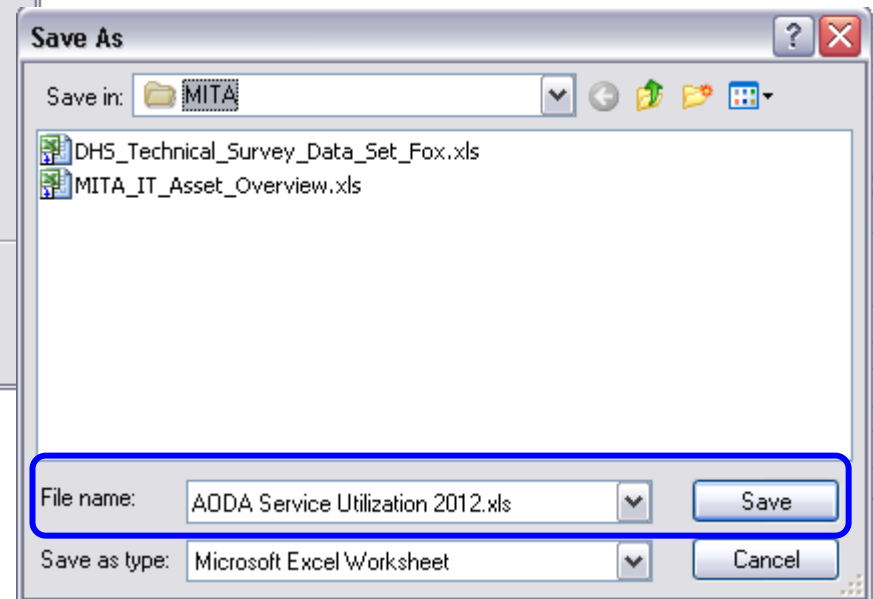 Save As
Save in: MITA
DHS_Technical_Survey_Data_Set_Fox.xls
MITA_IT_Asset_Overview.xls
File name: AODA Service Utilization 2012.xls Save
Save as type: Microsoft Excel Worksheet Cancel